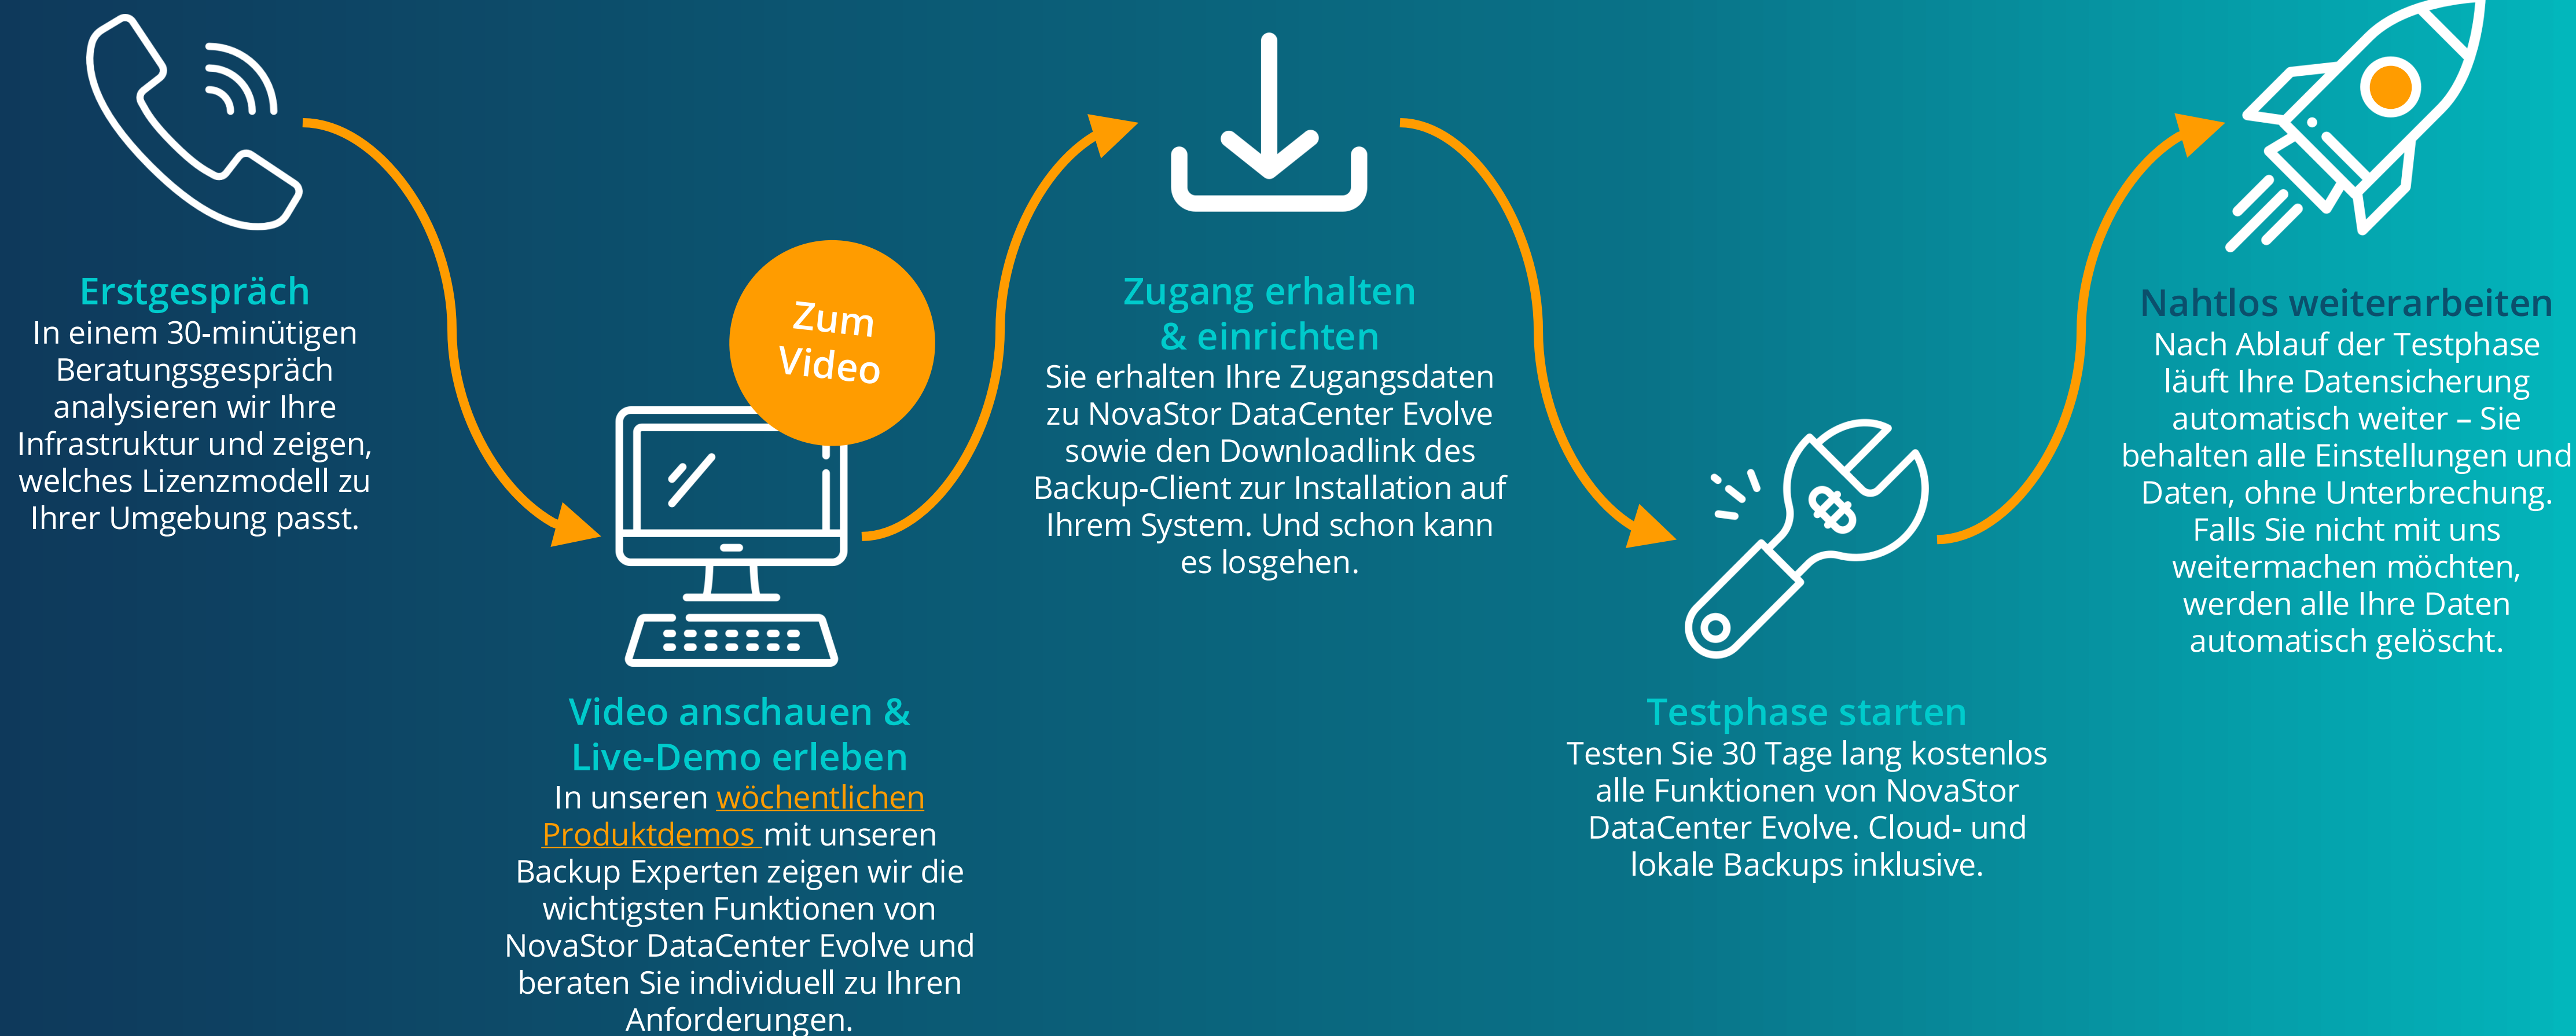 Erstgespräch
In einem 30-minütigen
Beratungsgespräch
analysieren wir Ihre
Infrastruktur und zeigen,
welches Lizenzmodell zu
Ihrer Umgebung passt.
Zum
Video
Video anschauen &
Live-Demo erleben
In unseren wöchentlichen
Produktdemos mit unseren
Backup Experten zeigen wir die
wichtigsten Funktionen von
NovaStor DataCenter Evolve und
beraten Sie individuell zu Ihren
Anforderungen.
Zugang erhalten
& einrichten
Sie erhalten Ihre Zugangsdaten
zu NovaStor DataCenter Evolve
sowie den Downloadlink des
Backup-Client zur Installation auf
Ihrem System. Und schon kann
es losgehen.
Testphase starten
Testen Sie 30 Tage lang kostenlos
alle Funktionen von NovaStor
DataCenter Evolve. Cloud- und
lokale Backups inklusive.
Nahtlos weiterarbeiten
Nach Ablauf der Testphase
läuft Ihre Datensicherung
automatisch weiter – Sie
behalten alle Einstellungen und
Daten, ohne Unterbrechung.
Falls Sie nicht mit uns
weitermachen möchten,
werden alle Ihre Daten
automatisch gelöscht.